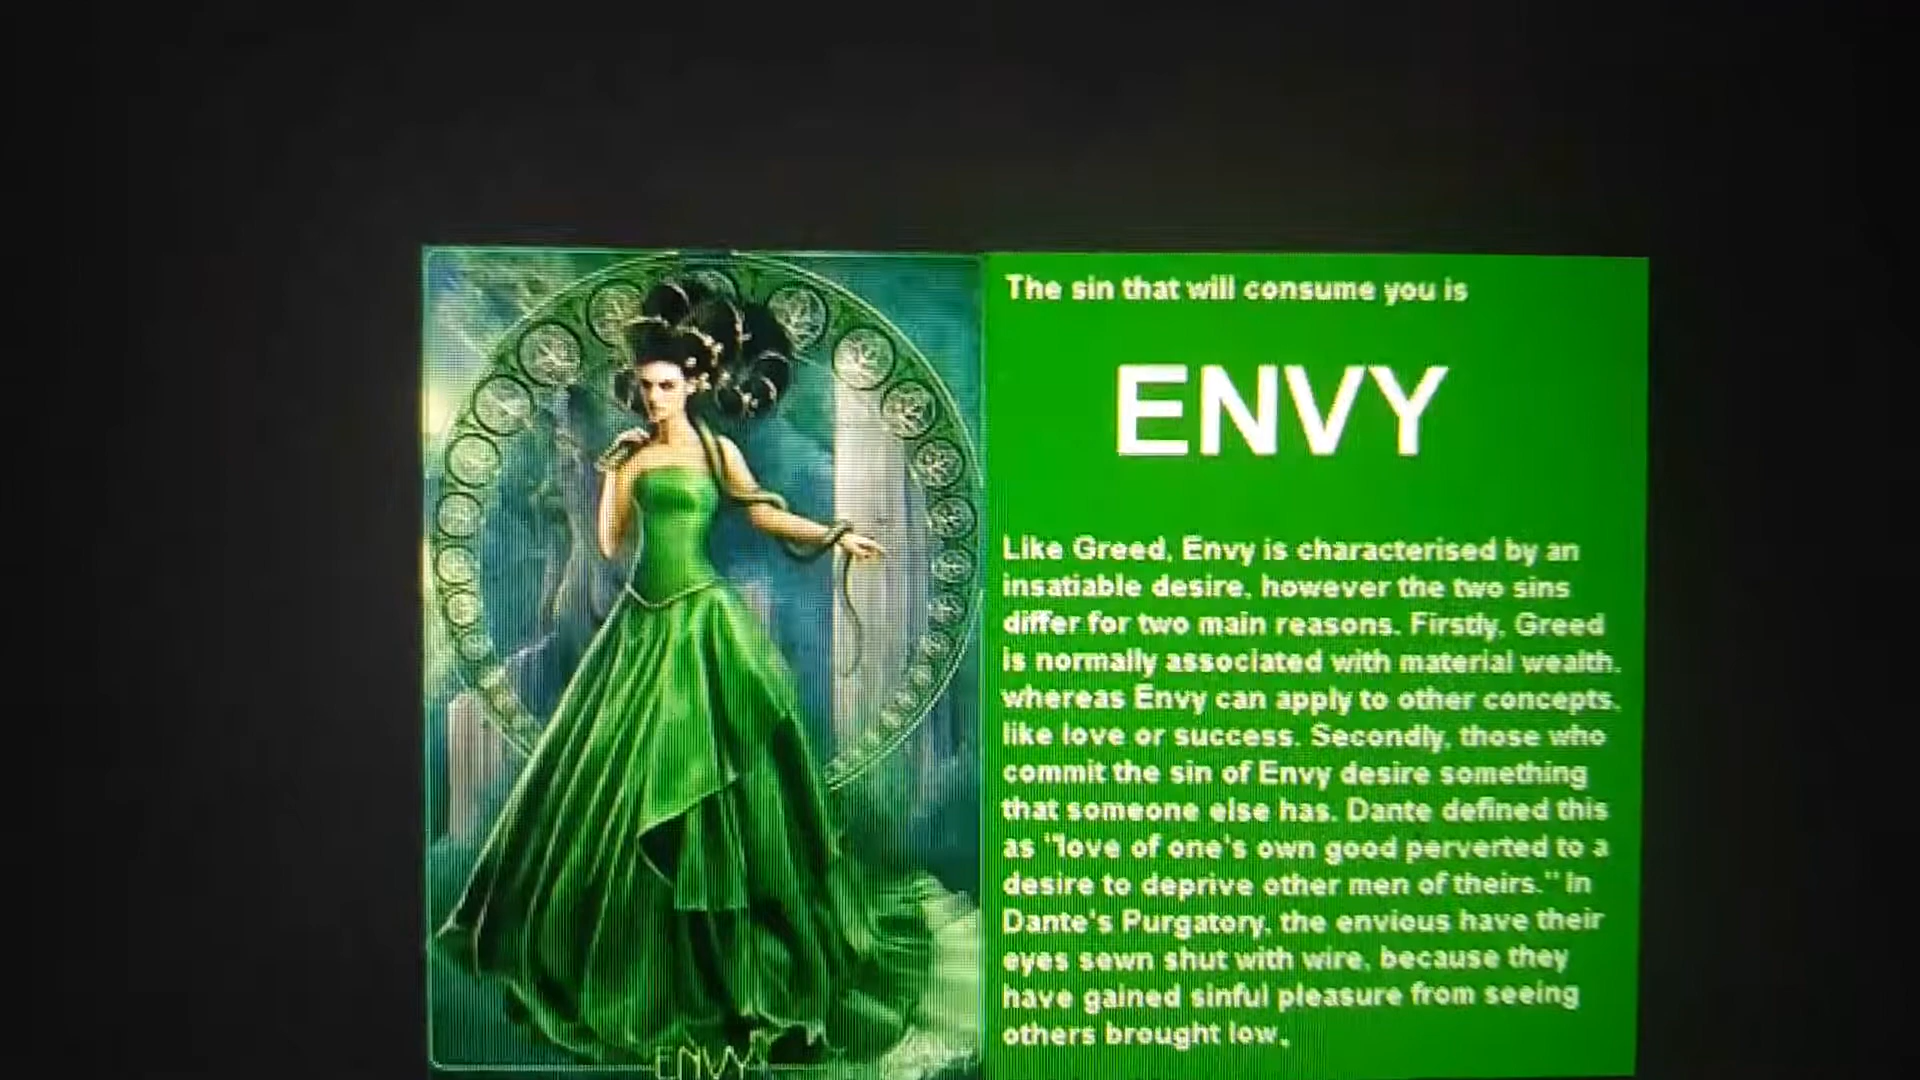 The sin that will consume you is
ENVY
Like Greed, Envy is characterised by an
insatiable desire, however the two sins
differ for two main reasons. Firstly, Greed
is normally associated with material wealth,
whereas Envy can apply to other concepts,
like love or success. Secondly, those who
commit the sin of Envy desire something
that someone else has. Dante defined this
as "love of one's own good perverted to a
desire to deprive other men of theirs." In
Dante's Purgatory, the envious have their
eyes sewn shut with wire, because they
have gained sinful pleasure from seeing
others brought low.
ENVY